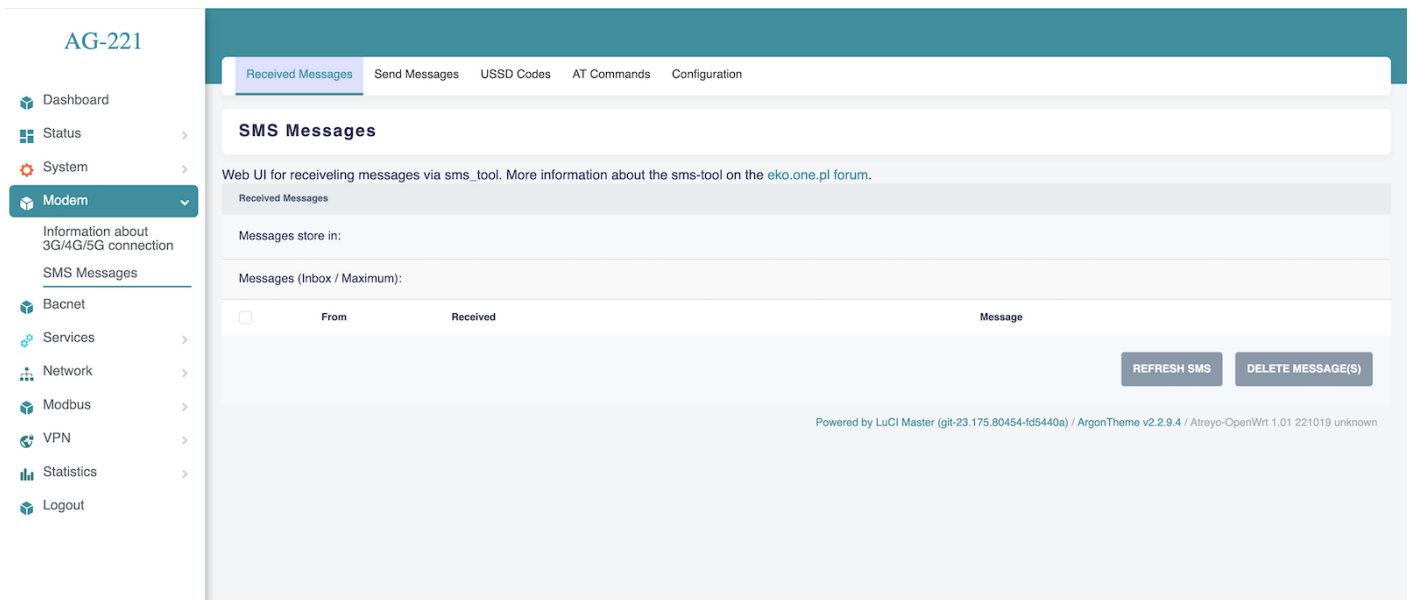 AG-221
Dashboard
Status
System
Modem
Information about
3G/4G/5G connection
SMS Messages
Bacnet
Services
Network
Modbus
VPN
Statistics
Logout
Received Messages Send Messages USSD Codes AT Commands Configuration
SMS Messages
Web UI for receiveling messages via sms_tool. More information about the sms-tool on the eko.one.pl forum.
Received Messages
Messages store in:
Messages (Inbox / Maximum):
From Received Message
REFRESH SMS DELETE MESSAGE(S)
Powered by LuCI Master (git-23.175.80454-fd5440a) / ArgonTheme v2.2.9.4 / Atreyo-OpenWrt 1.01 221019 unknown